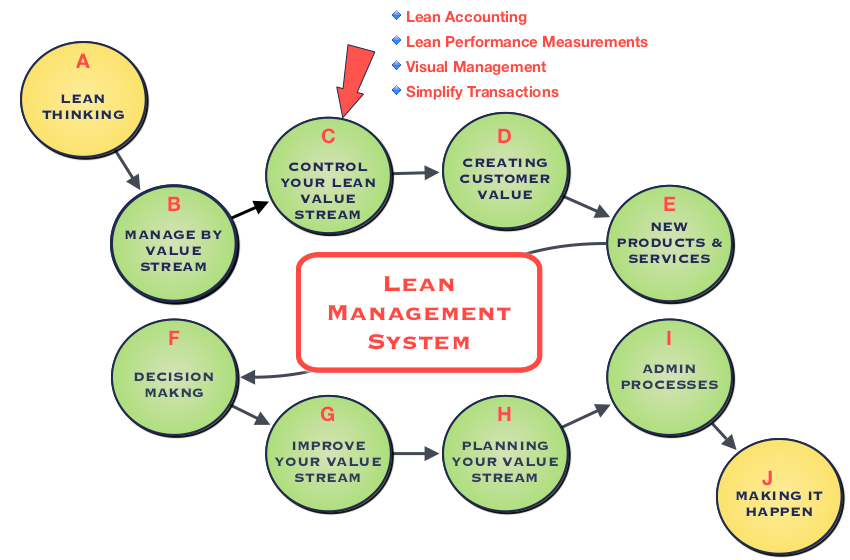 Lean Accounting
Lean Performance Measurements
Visual Management
Simplify Transactions
A
LEAN
THINKING
B
MANAGE BY
VALUE
STREAM
C
CONTROL
YOUR LEAN
VALUE
STREAM
D
CREATING
CUSTOMER
VALUE
E
NEW
PRODUCTS &
SERVICES
LEAN
MANAGEMENT
SYSTEM
F
DECISION
MAKNG
G
IMPROVE
YOUR VALUE
STREAM
H
PLANNING
YOUR VALUE
STREAM
I
ADMIN
PROCESSES
J
MAKING IT
HAPPEN